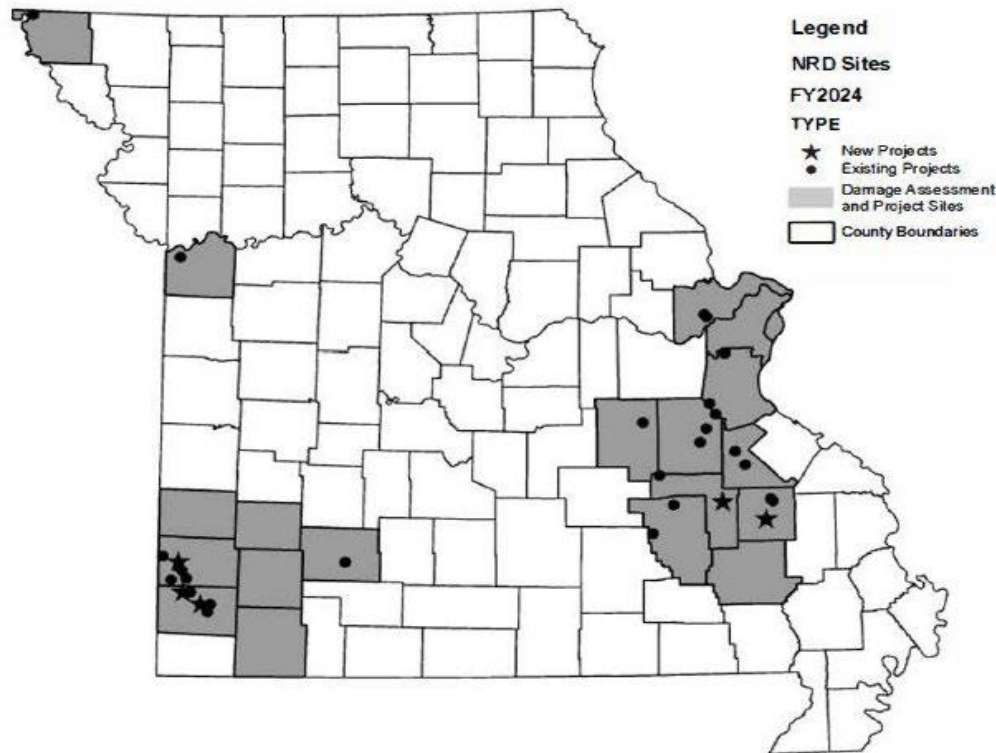 Legend
NRD Sites
FY2024
TYPE
New Projects
Existing Projects
Damage Assessment
and Project Sites
County Boundaries